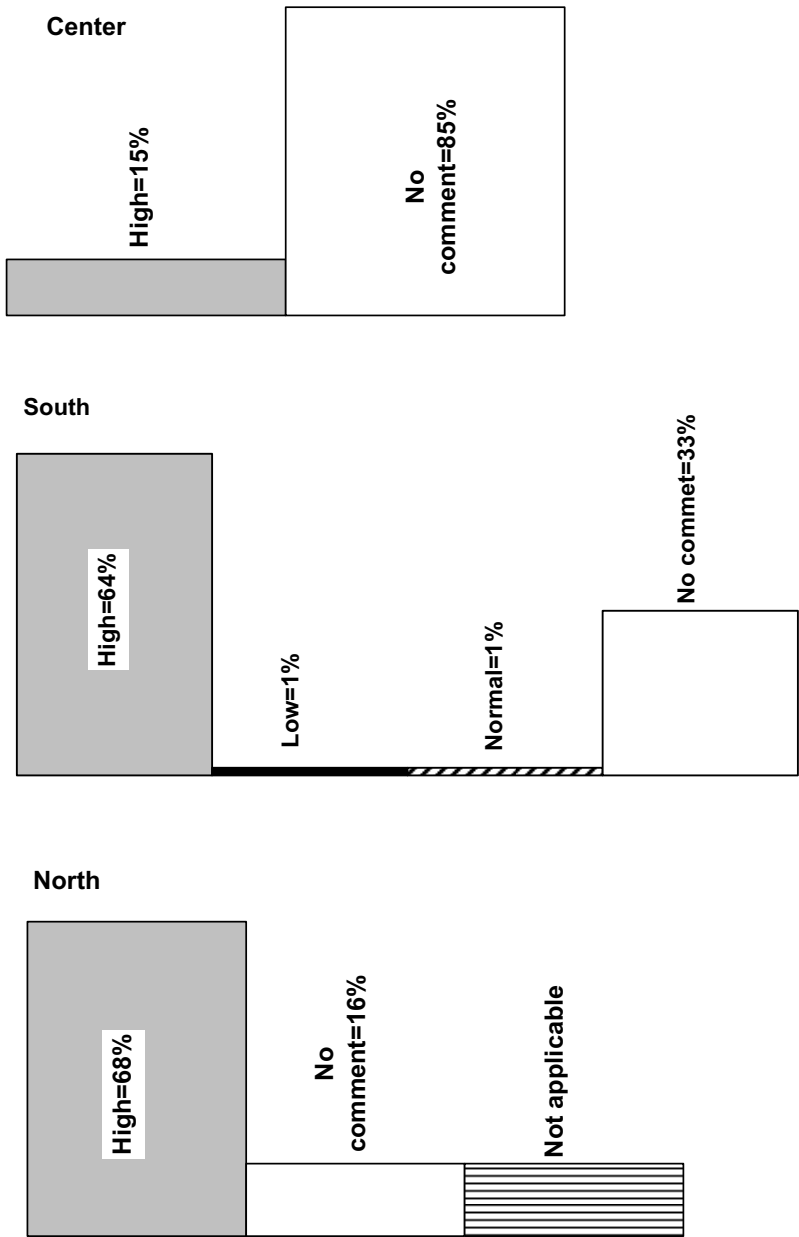 Center
High=15%
No
comment=85%
South
High=64%
Low=1%
Normal=1%
No commet=33%
North
High=68%
No
comment=16%
Not applicable